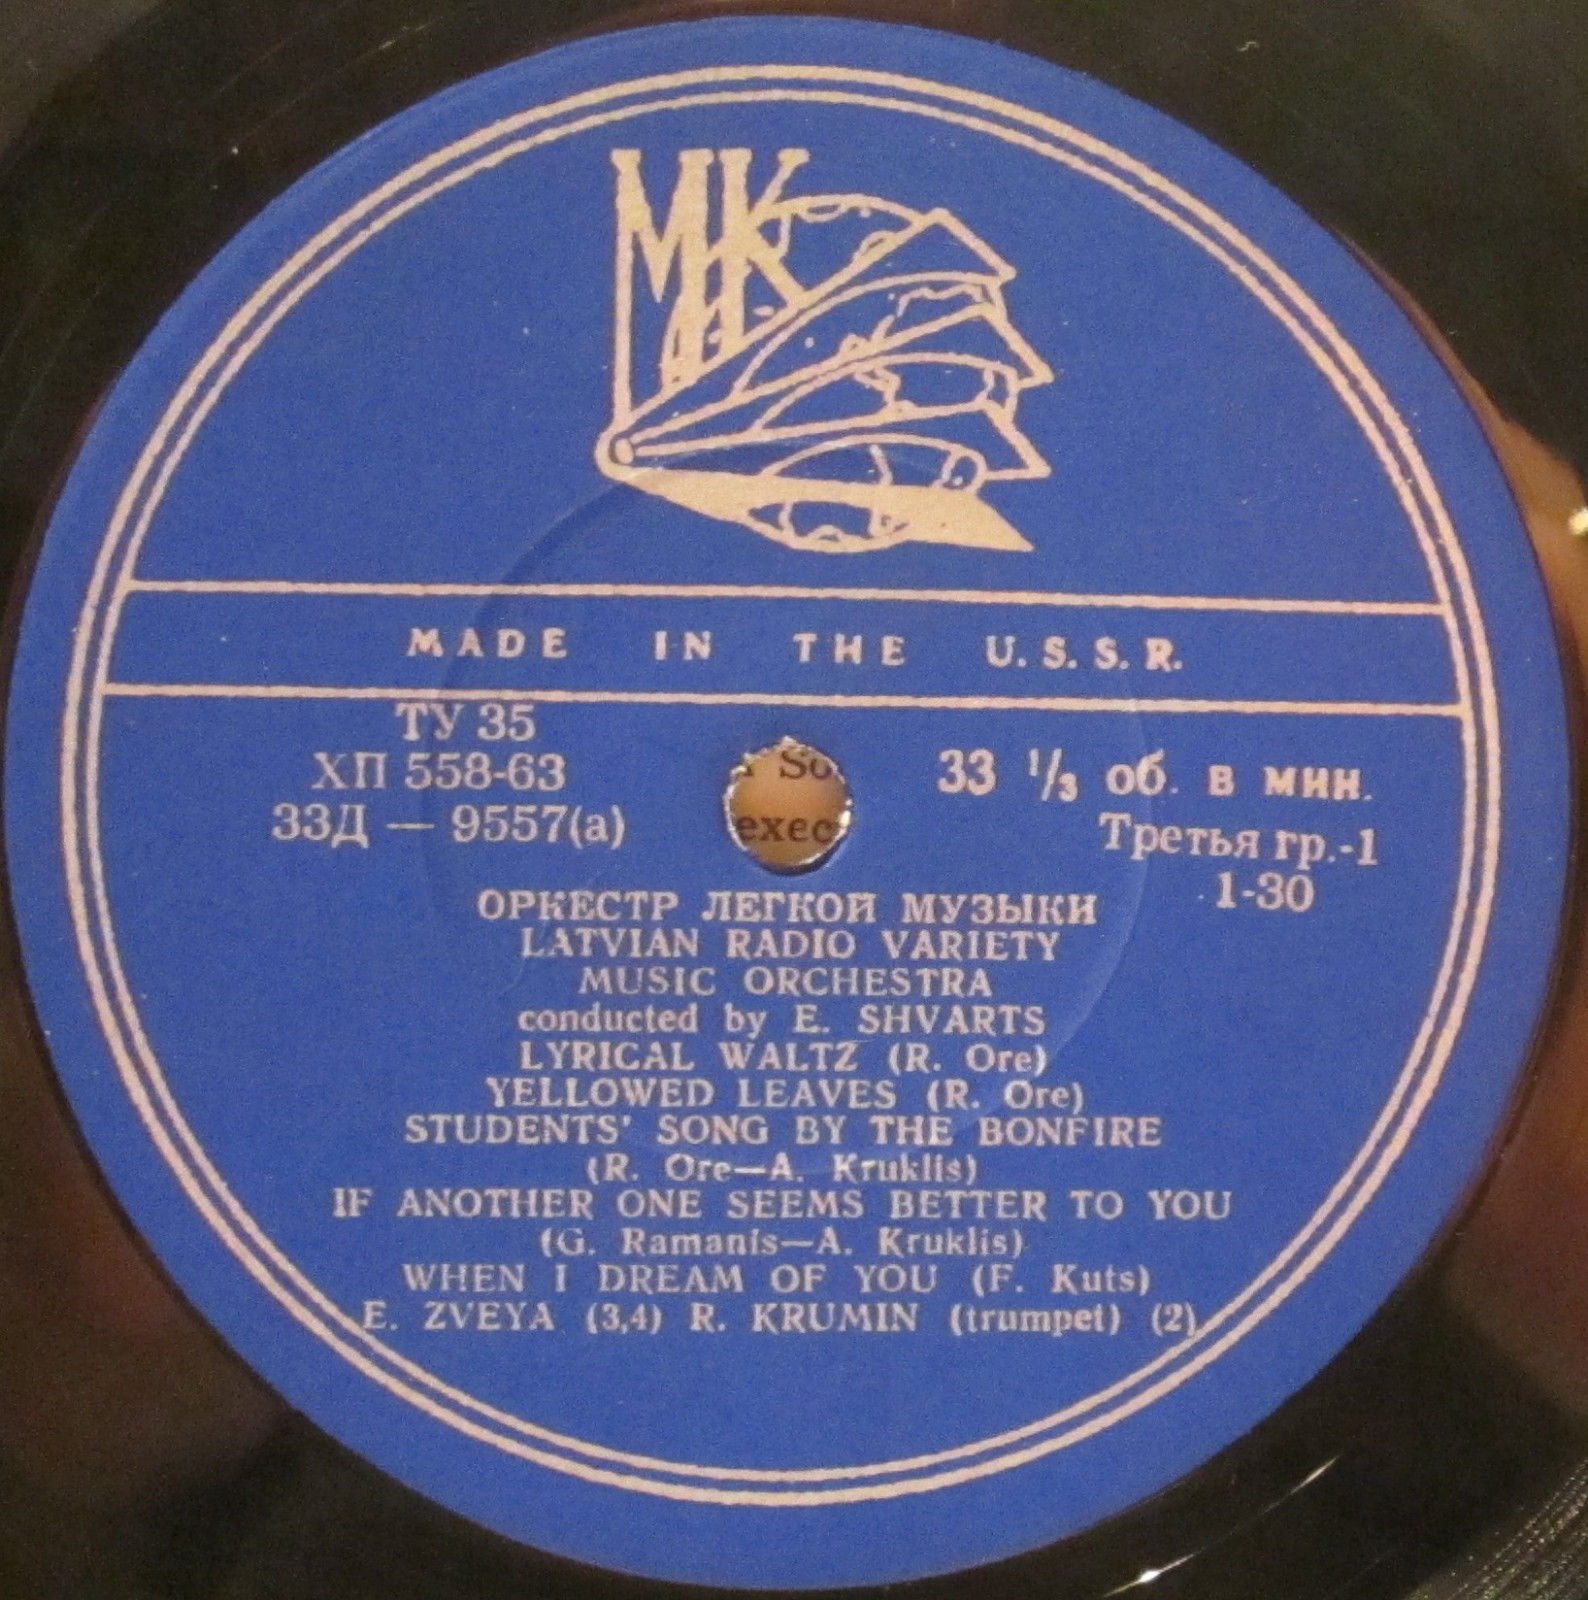 МК
MADE IN THE U.S.S.R.
ТУ 35
ХП 558-63
33Д — 9557(а)
33 1/3 об. в мин.
Третья гр.-1
1-30
So
exec
ОРКЕСТР ЛЕГКОЙ МУЗЫКИ
LATVIAN RADIO VARIETY
MUSIC ORCHESTRA
conducted by E. SHVARTS
LYRICAL WALTZ (R. Ore)
YELLOWED LEAVES (R. Ore)
STUDENTS' SONG BY THE BONFIRE
(R. Ore—A. Kruklis)
IF ANOTHER ONE SEEMS BETTER TO YOU
(G. Ramanis—A. Kruklis)
WHEN I DREAM OF YOU (F. Kuts)
E. ZVEYA (3,4) R. KRUMIN (trumpet) (2)